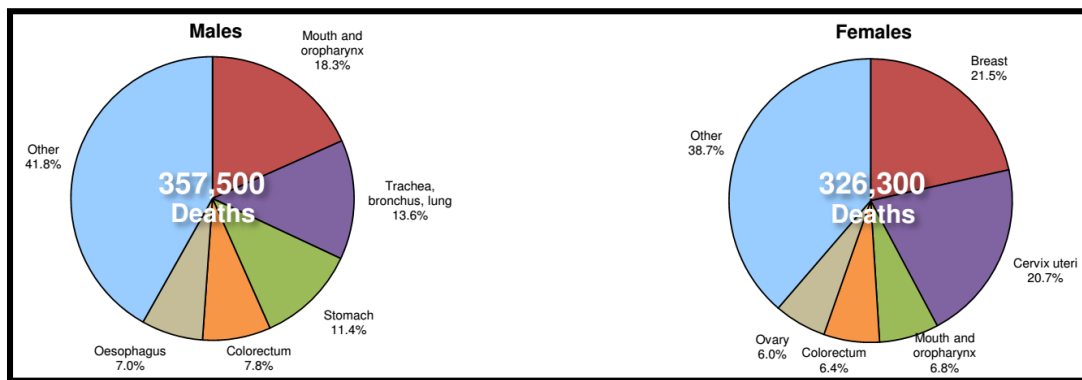 Males
Mouth and
oropharynx
18.3%
Trachea,
bronchus, lung
13.6%
Stomach
11.4%
Colorectum
7.8%
Oesophagus
7.0%
Other
41.8%
357,500
Deaths
Females
Breast
21.5%
Cervix uteri
20.7%
Mouth and
oropharynx
6.8%
Colorectum
6.4%
Ovary
6.0%
Other
38.7%
326,300
Deaths